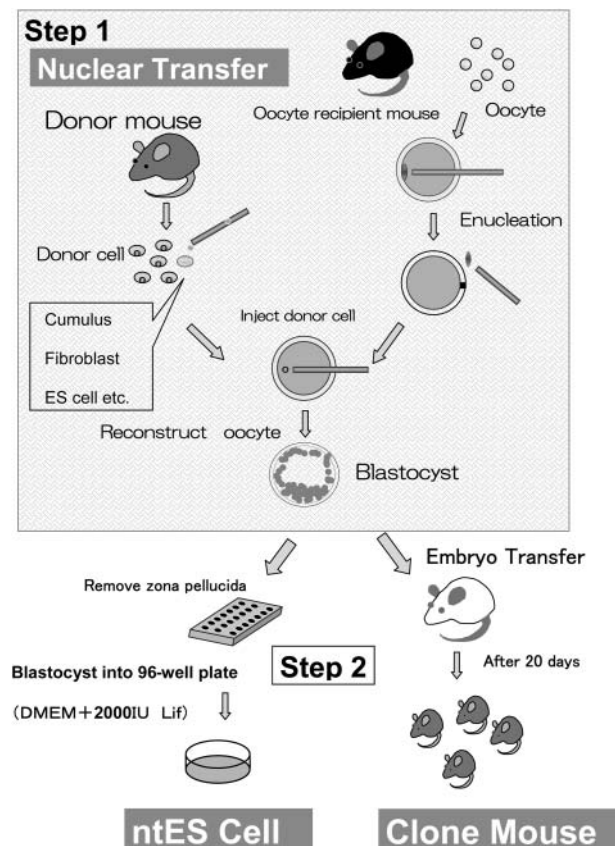 Step 1
Nuclear Transfer
Oocyte recipient mouse
Oocyte
Donor mouse
Enucleation
Donor cell
Cumulus
Fibroblast
ES cell etc.
Inject donor cell
Reconstruct oocyte
Blastocyst
Embryo Transfer
Remove zona pellucida
Step 2
After 20 days
Blastocyst into 96-well plate
(DMEM+2000IU Lif)
ntES Cell
Clone Mouse